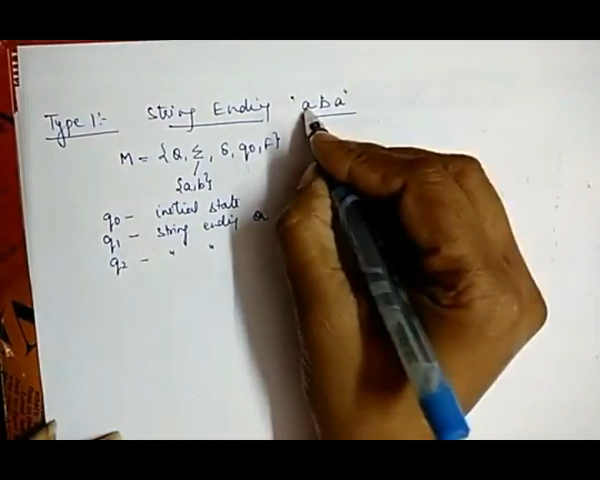 Type 1:- String Ending 'aba'
M = {Q, Σ, δ, q0, F}
{a,b}
q0 - initial state
q1 - string ending a
q2 - " "